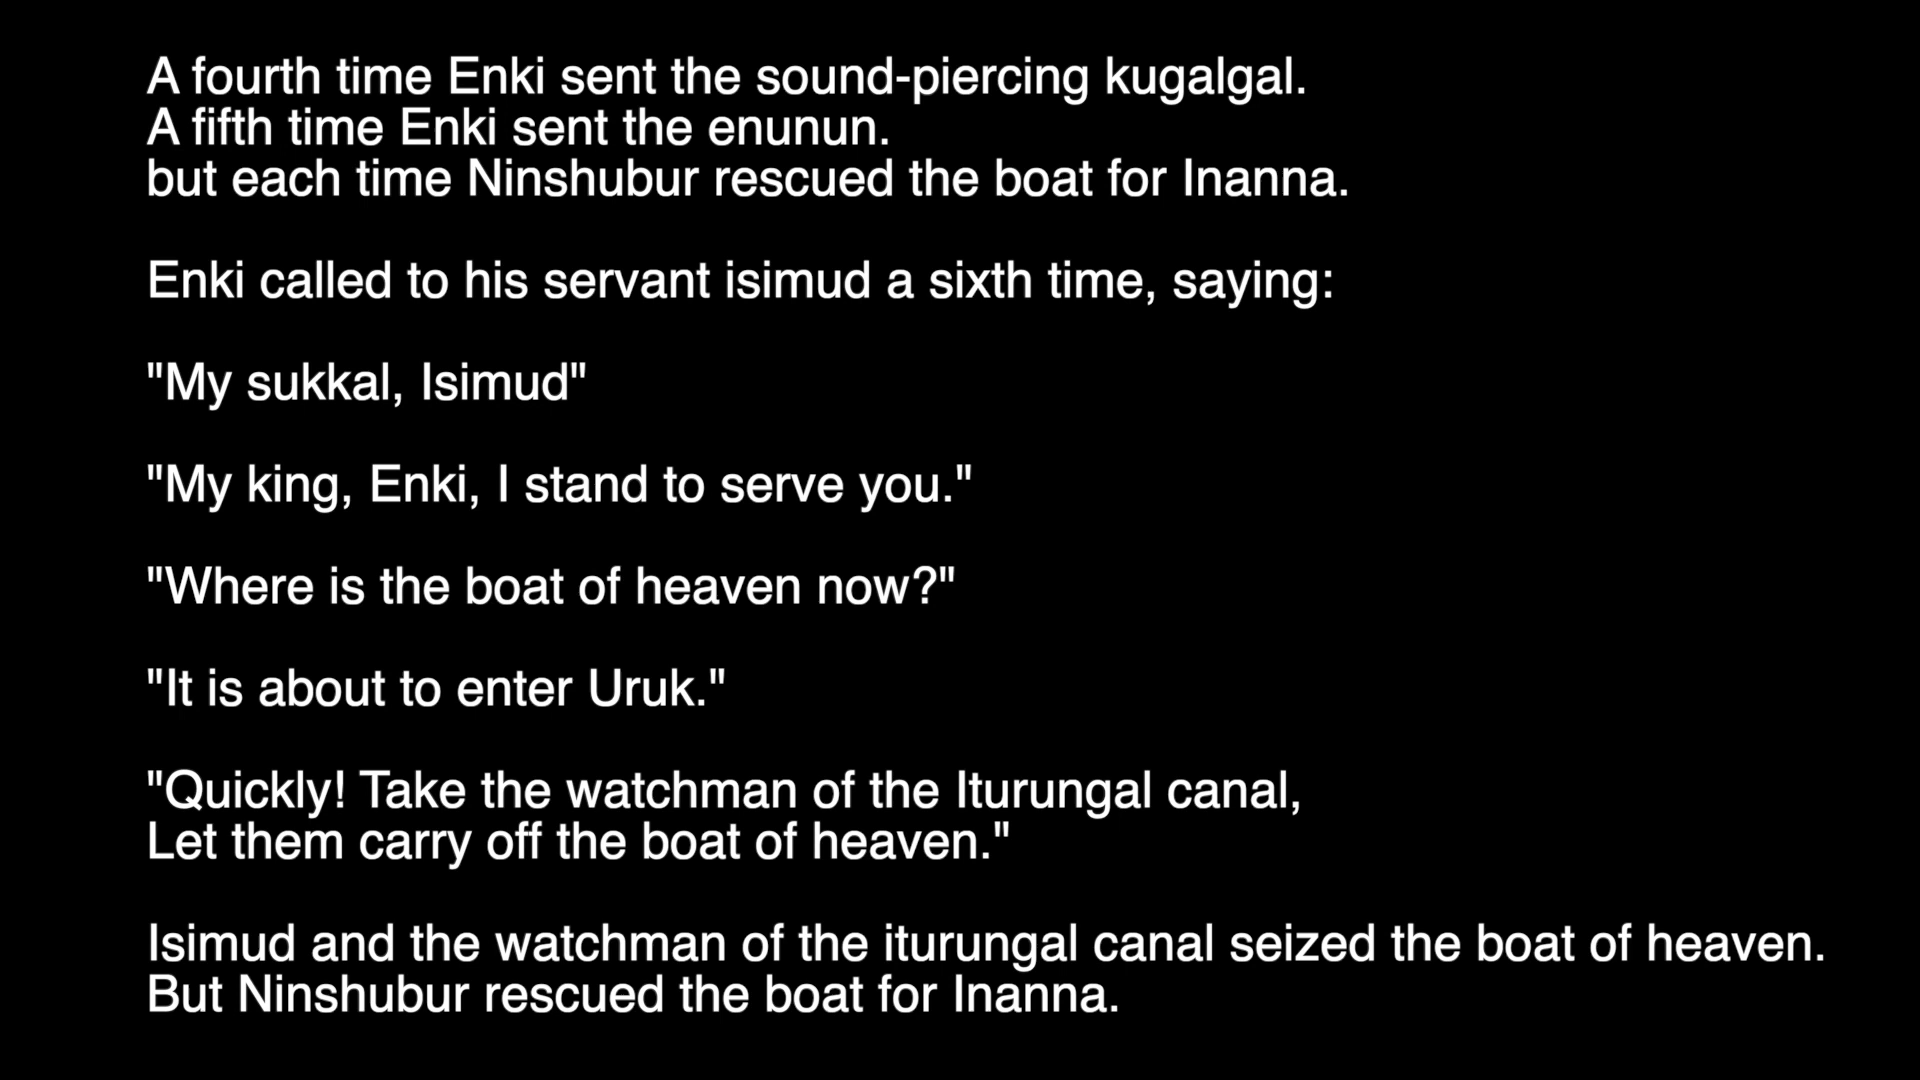 A fourth time Enki sent the sound-piercing kugalgal.
A fifth time Enki sent the enunun.
but each time Ninshubur rescued the boat for Inanna.
Enki called to his servant isimud a sixth time, saying:
"My sukkal, Isimud"
"My king, Enki, I stand to serve you."
"Where is the boat of heaven now?"
"It is about to enter Uruk."
"Quickly! Take the watchman of the Iturungal canal,
Let them carry off the boat of heaven."
Isimud and the watchman of the iturungal canal seized the boat of heaven.
But Ninshubur rescued the boat for Inanna.